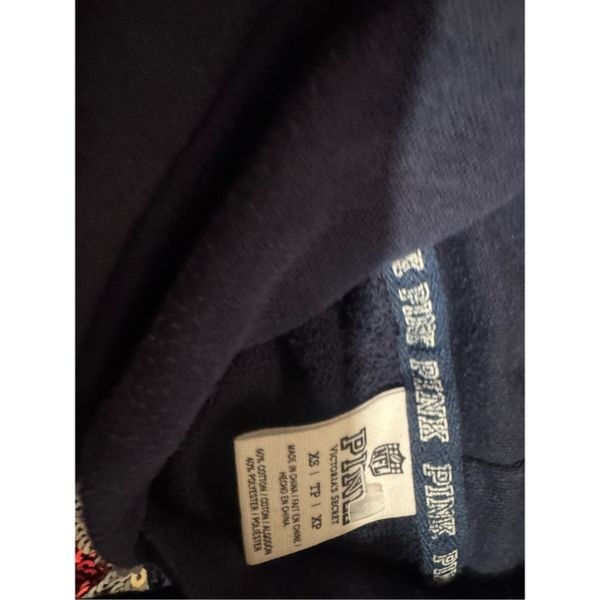 PINK PINK PINK
NFL
PINK
VICTORIA'S SECRET
XS | TP | XP
MADE IN CHINA / FAIT EN CHINE /
HECHO EN CHINA
60% COTTON / COTON / ALGODÓN
40% POLYESTER / POLIÉSTER